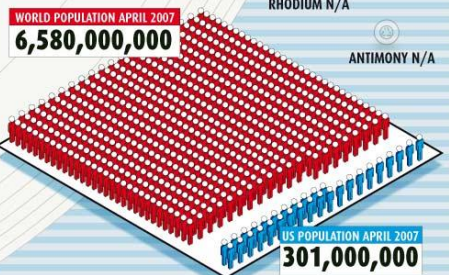 RHODIUM N/A
WORLD POPULATION APRIL 2007
6,580,000,000
ANTIMONY N/A
US POPULATION APRIL 2007
301,000,000